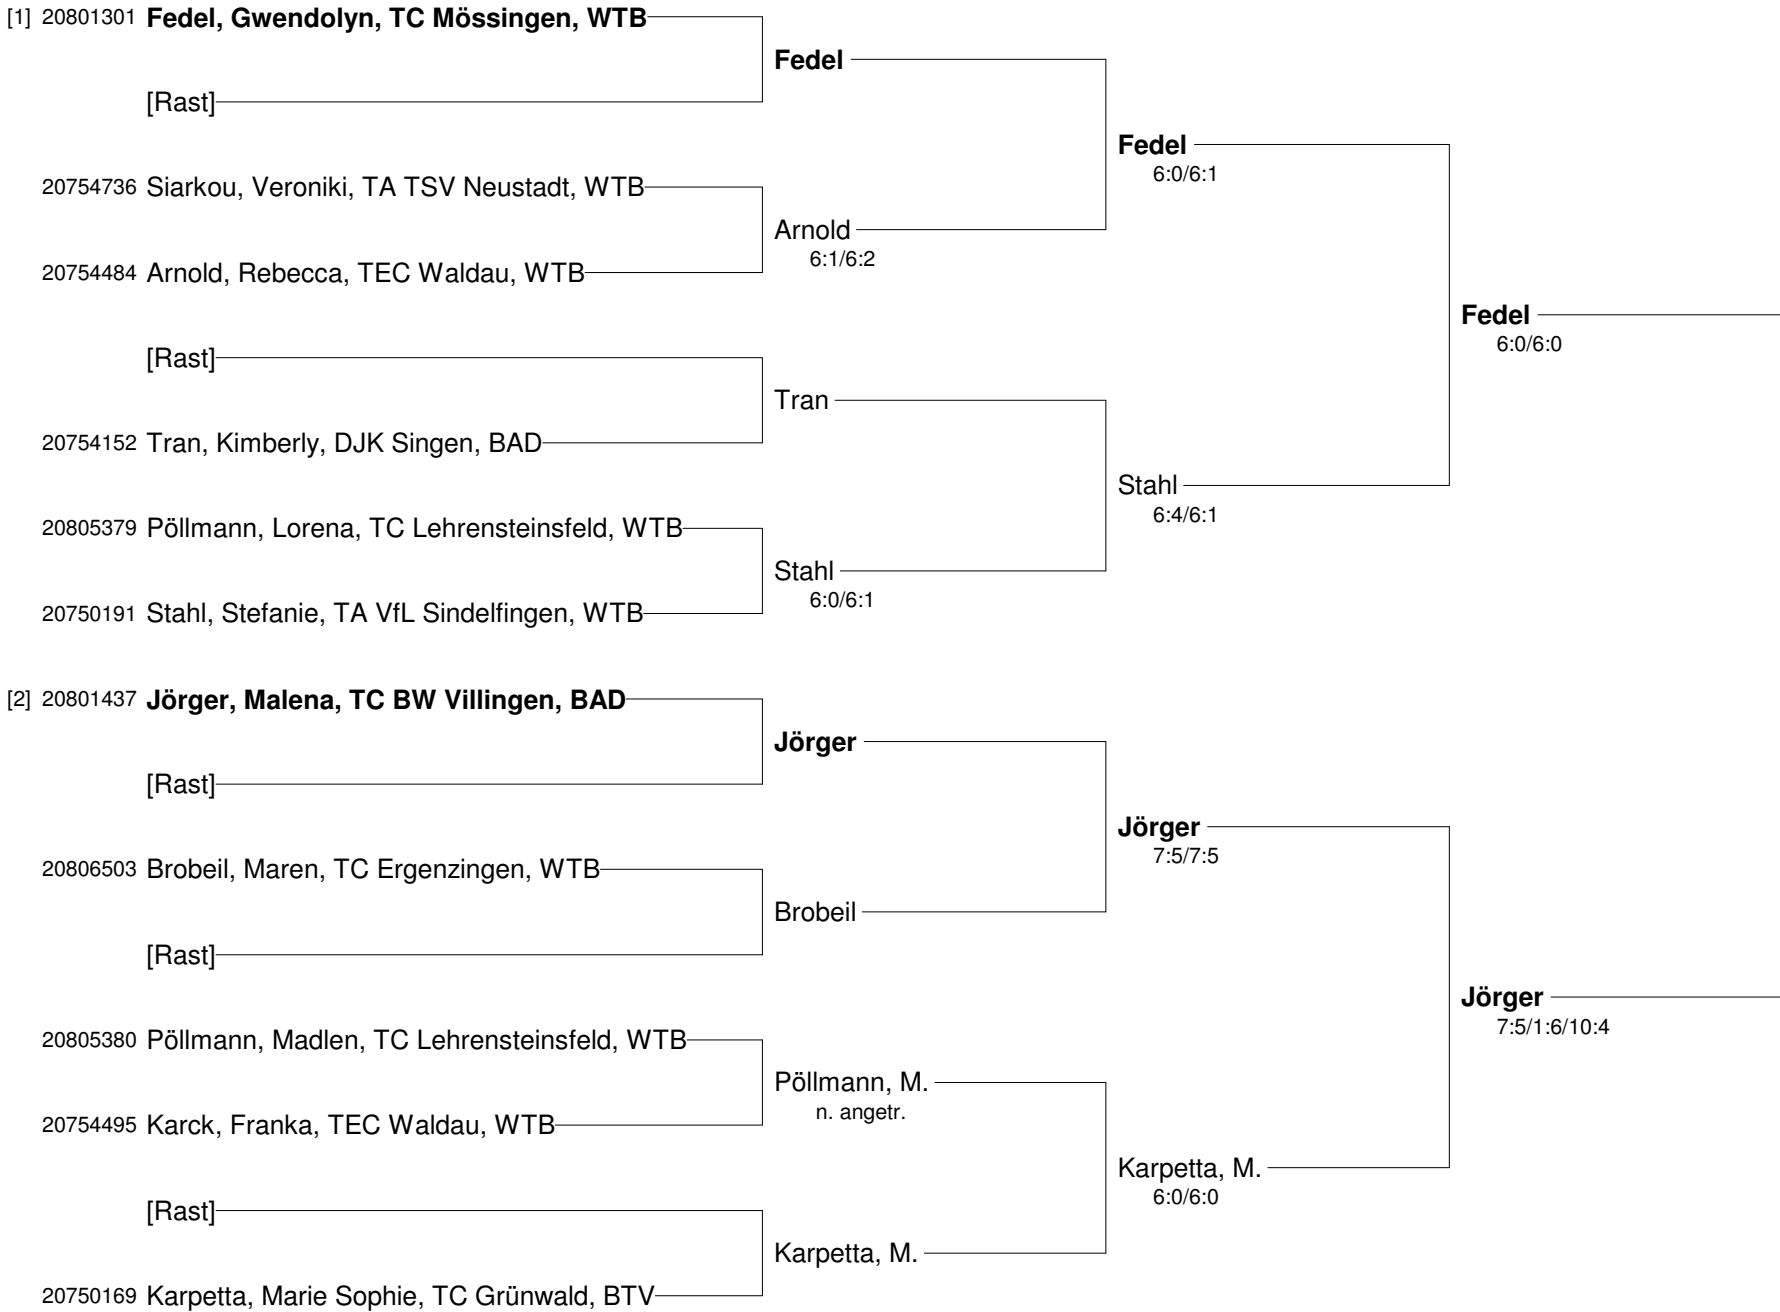 [1] 20801301 Fedel, Gwendolyn, TC Mössingen, WTB
Fedel
[Rast]
Fedel
6:0/6:1
20754736 Siarkou, Veroniki, TA TSV Neustadt, WTB
Arnold
6:1/6:2
20754484 Arnold, Rebecca, TEC Waldau, WTB
Fedel
6:0/6:0
[Rast]
Tran
20754152 Tran, Kimberly, DJK Singen, BAD
Stahl
6:4/6:1
20805379 Pöllmann, Lorena, TC Lehrensteinsfeld, WTB
Stahl
6:0/6:1
20750191 Stahl, Stefanie, TA VfL Sindelfingen, WTB
[2] 20801437 Jörger, Malena, TC BW Villingen, BAD
Jörger
[Rast]
Jörger
7:5/7:5
20806503 Brobeil, Maren, TC Ergenzingen, WTB
Brobeil
[Rast]
Jörger
7:5/1:6/10:4
20805380 Pöllmann, Madlen, TC Lehrensteinsfeld, WTB
Pöllmann, M.
n. angetr.
20754495 Karck, Franka, TEC Waldau, WTB
Karpetta, M.
6:0/6:0
[Rast]
Karpetta, M.
20750169 Karpetta, Marie Sophie, TC Grünwald, BTV